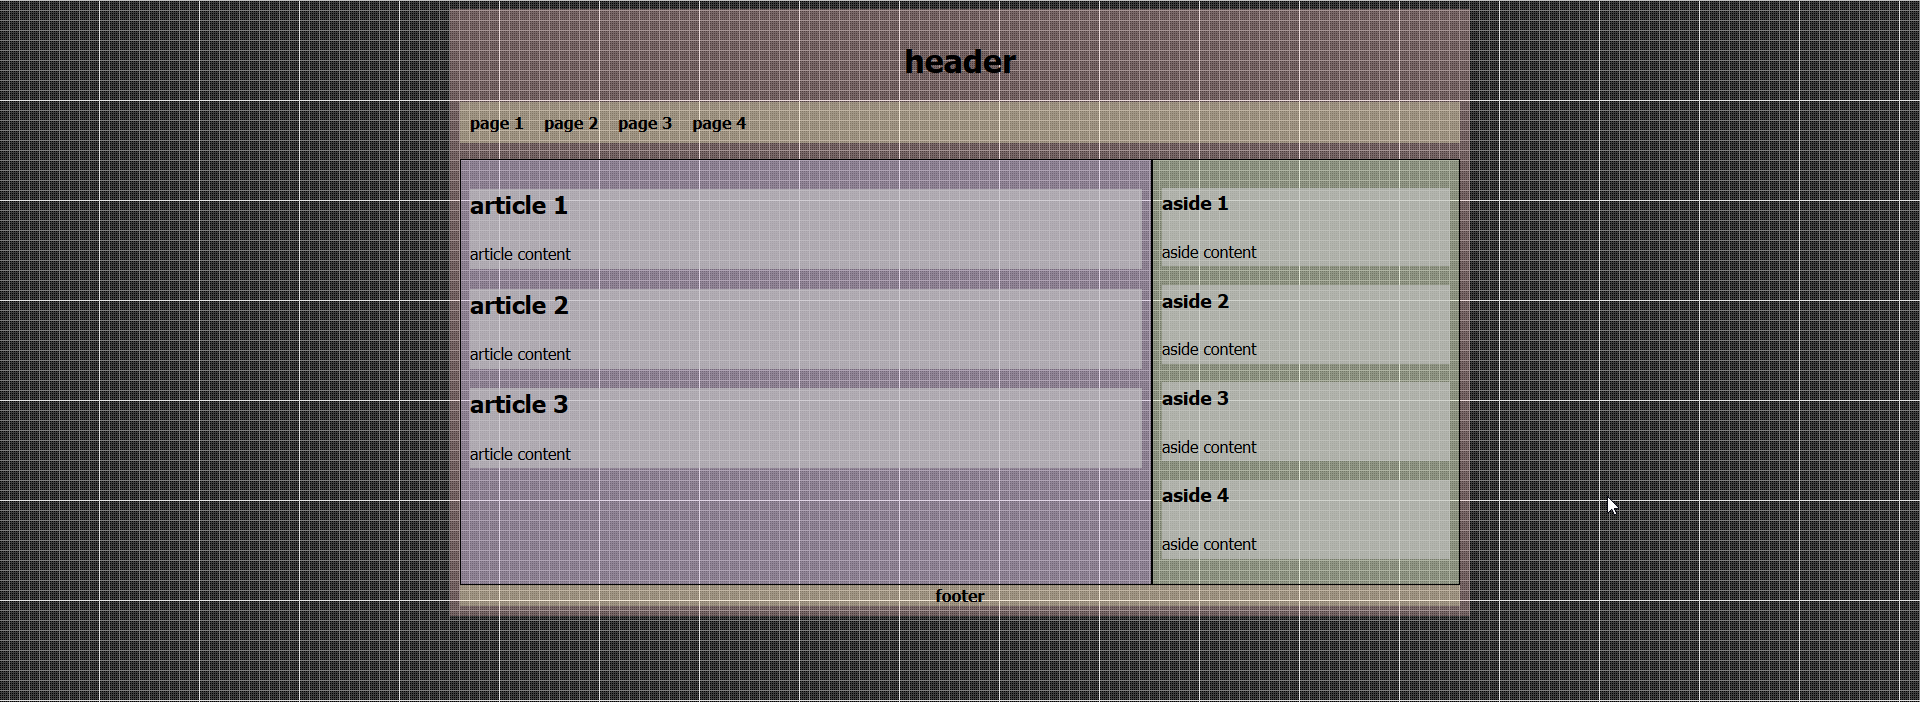 header
page 1 page 2 page 3 page 4
article 1
article content
article 2
article content
article 3
article content
aside 1
aside content
aside 2
aside content
aside 3
aside content
aside 4
aside content
footer